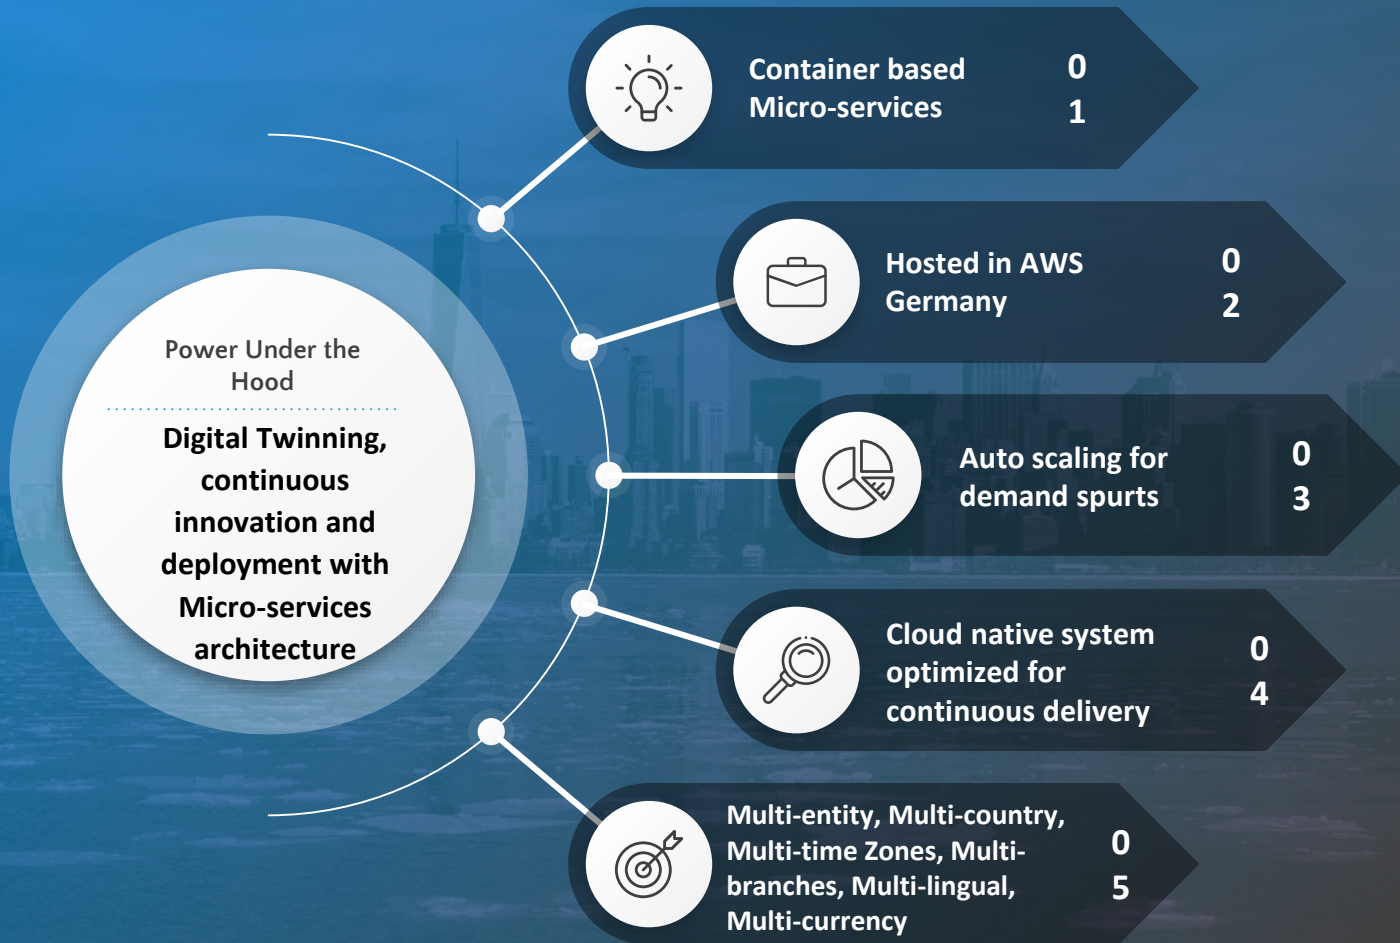 Power Under the
Hood
Digital Twinning,
continuous
innovation and
deployment with
Micro-services
architecture
Container based
Micro-services
0
1
Hosted in AWS
Germany
0
2
Auto scaling for
demand spurts
0
3
Cloud native system
optimized for
continuous delivery
0
4
Multi-entity, Multi-country,
Multi-time Zones, Multi-
branches, Multi-lingual,
Multi-currency
0
5